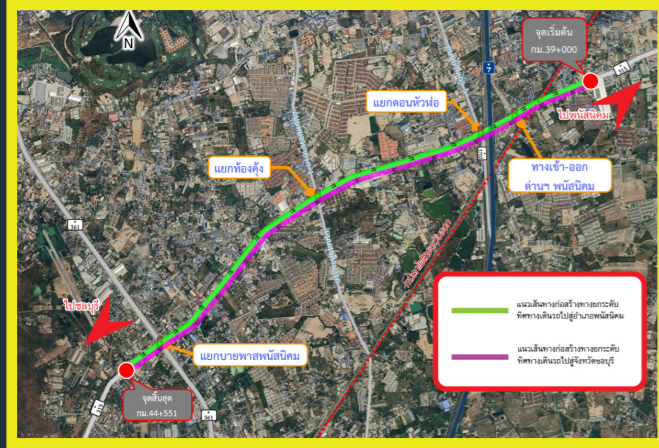 N
จุดเริ่มต้น
กม.39+000
315
7
แยกดอนหัวฬ่อ
ไปพนัสนิคม
ทางเข้า-ออก
ด่านฯ พนัสนิคม
แยกท้องคุ้ง
361
ไปชลบุรี
แนวเส้นทางก่อสร้างทางยกระดับ
ทิศทางเดินรถไปสู่อำเภอพนัสนิคม
แนวเส้นทางก่อสร้างทางยกระดับ
ทิศทางเดินรถไปสู่จังหวัดชลบุรี
แยกบายพาสพนัสนิคม
จุดสิ้นสุด
กม.44+551
361